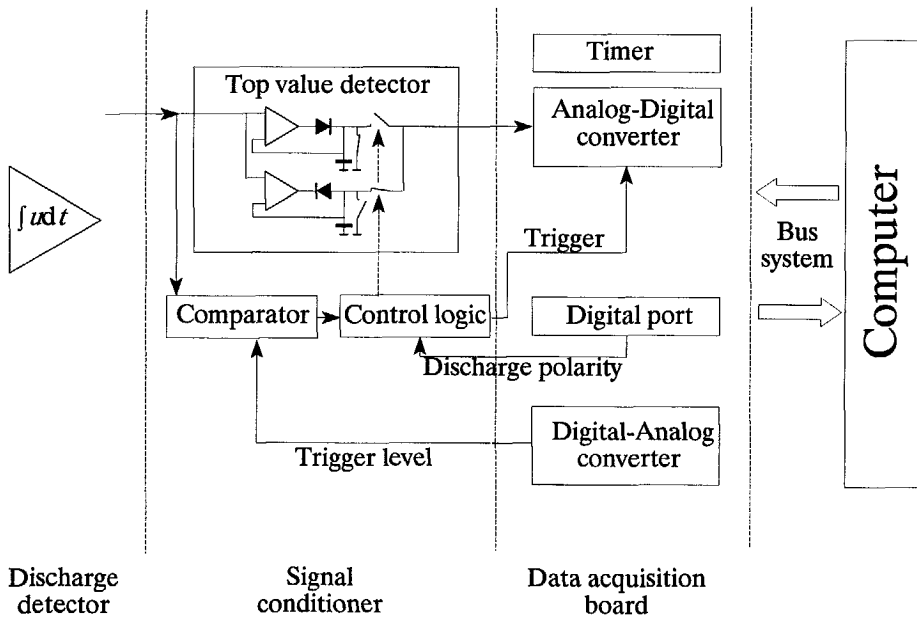 Timer
Top value detector
Analog-Digital
converter
∫udt
Trigger
Bus
system
Computer
Comparator
Control logic
Digital port
Discharge polarity
Digital-Analog
converter
Trigger level
Discharge
detector
Signal
conditioner
Data acquisition
board